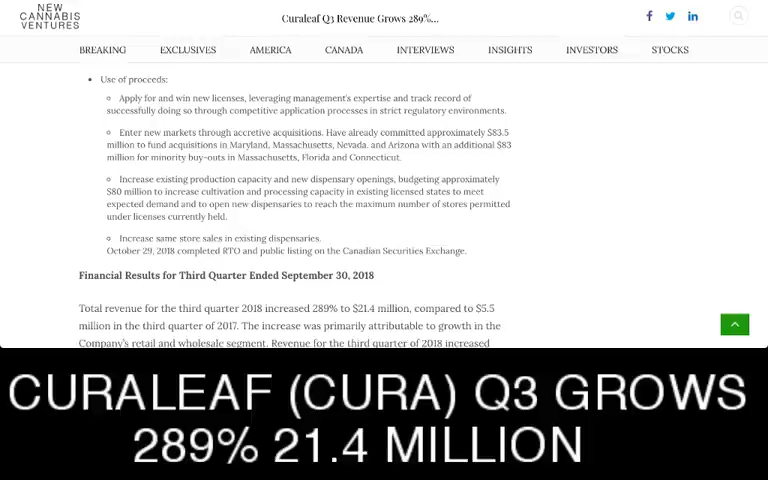 NEW
CANNABIS
VENTURES
Curaleaf Q3 Revenue Grows 289%...
BREAKING EXCLUSIVES AMERICA CANADA INTERVIEWS INSIGHTS INVESTORS STOCKS
• Use of proceeds:
Apply for and win new licenses, leveraging management's expertise and track record of
successfully doing so through competitive application processes in strict regulatory environments.
Enter new markets through accretive acquisitions. Have already committed approximately $83.5
million to fund acquisitions in Maryland, Massachusetts, Nevada. and Arizona with an additional $83
million for minority buy-outs in Massachusetts, Florida and Connecticut.
Increase existing production capacity and new dispensary openings, budgeting approximately
$80 million to increase cultivation and processing capacity in existing licensed states to meet
expected demand and to open new dispensaries to reach the maximum number of stores permitted
under licenses currently held.
Increase same store sales in existing dispensaries.
October 29, 2018 completed RTO and public listing on the Canadian Securities Exchange.
Financial Results for Third Quarter Ended September 30, 2018
Total revenue for the third quarter 2018 increased 289% to $21.4 million, compared to $5.5
million in the third quarter of 2017. The increase was primarily attributable to growth in the
Company's retail and wholesale segment. Revenue for the third quarter of 2018 increased
CURALEAF (CURA) Q3 GROWS
289% 21.4 MILLION